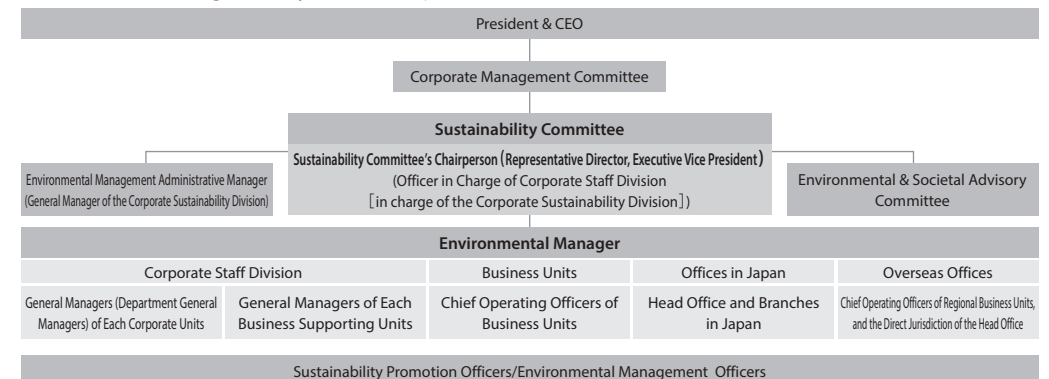 President & CEO
Corporate Management Committee
Sustainability Committee
Sustainability Committee's Chairperson (Representative Director, Executive Vice President)
(Officer in Charge of Corporate Staff Division
[in charge of the Corporate Sustainability Division])
Environmental Management Administrative Manager
(General Manager of the Corporate Sustainability Division)
Environmental & Societal Advisory
Committee
Environmental Manager
Corporate Staff Division
Business Units
Offices in Japan
Overseas Offices
General Managers (Department General
Managers) of Each Corporate Units
General Managers of Each
Business Supporting Units
Chief Operating Officers of
Business Units
Head Office and Branches
in Japan
Chief Operating Officers of Regional Business Units,
and the Direct Jurisdiction of the Head Office
Sustainability Promotion Officers/Environmental Management Officers